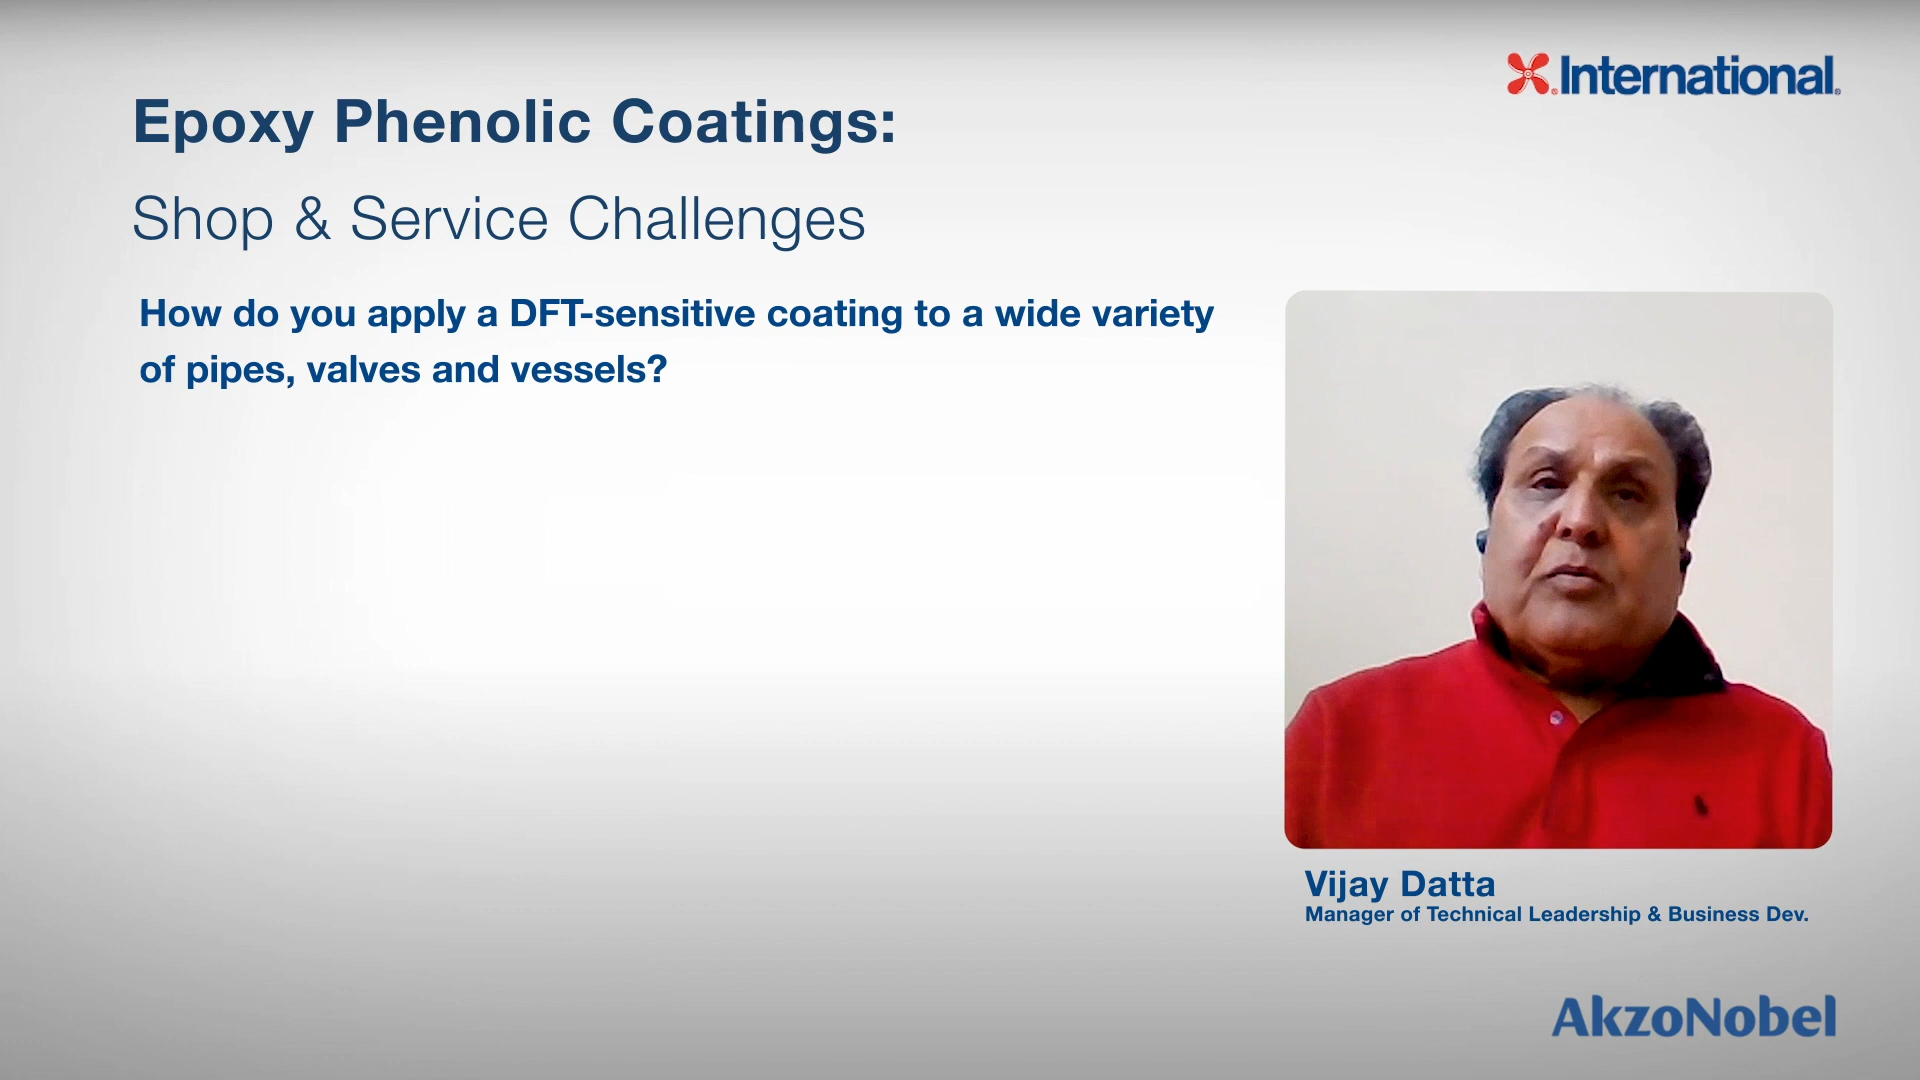 International
Epoxy Phenolic Coatings:
Shop & Service Challenges
How do you apply a DFT-sensitive coating to a wide variety
of pipes, valves and vessels?
Vijay Datta
Manager of Technical Leadership & Business Dev.
AkzoNobel